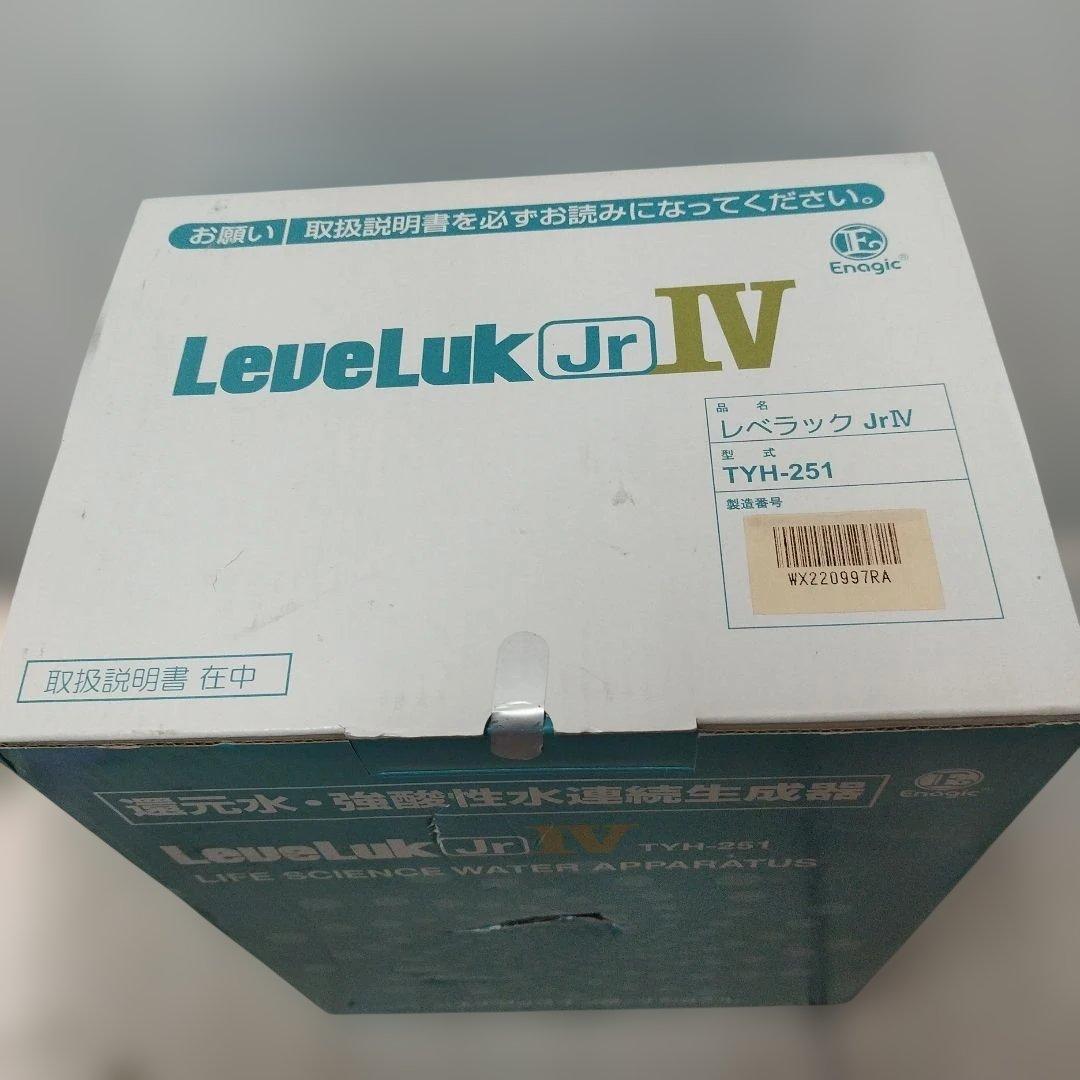 お願い 取扱説明書を必ずお読みになってください。
Enagic®
LeveLuk Jr IV
品名
レベラック JrⅣ
型式
TYH-251
製造番号
WX220997RA
取扱説明書 在中
還元水・強酸性水連続生成器
Enagic
LeveLuk Jr IV TYH-251
LIFE SCIENCE WATER APPARATUS